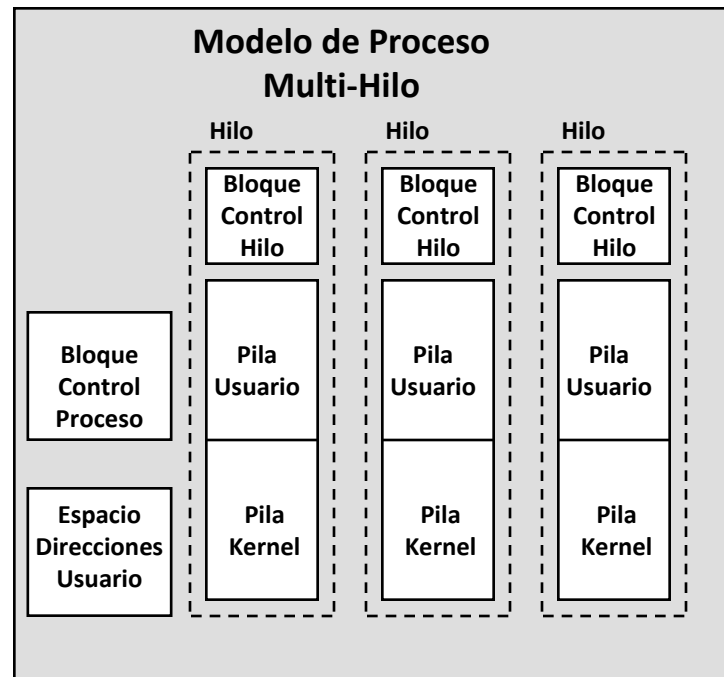 Modelo de Proceso
Multi-Hilo
Hilo
Hilo
Hilo
Bloque
Control
Hilo
Bloque
Control
Hilo
Bloque
Control
Hilo
Bloque
Control
Proceso
Pila
Usuario
Pila
Usuario
Pila
Usuario
Espacio
Direcciones
Usuario
Pila
Kernel
Pila
Kernel
Pila
Kernel